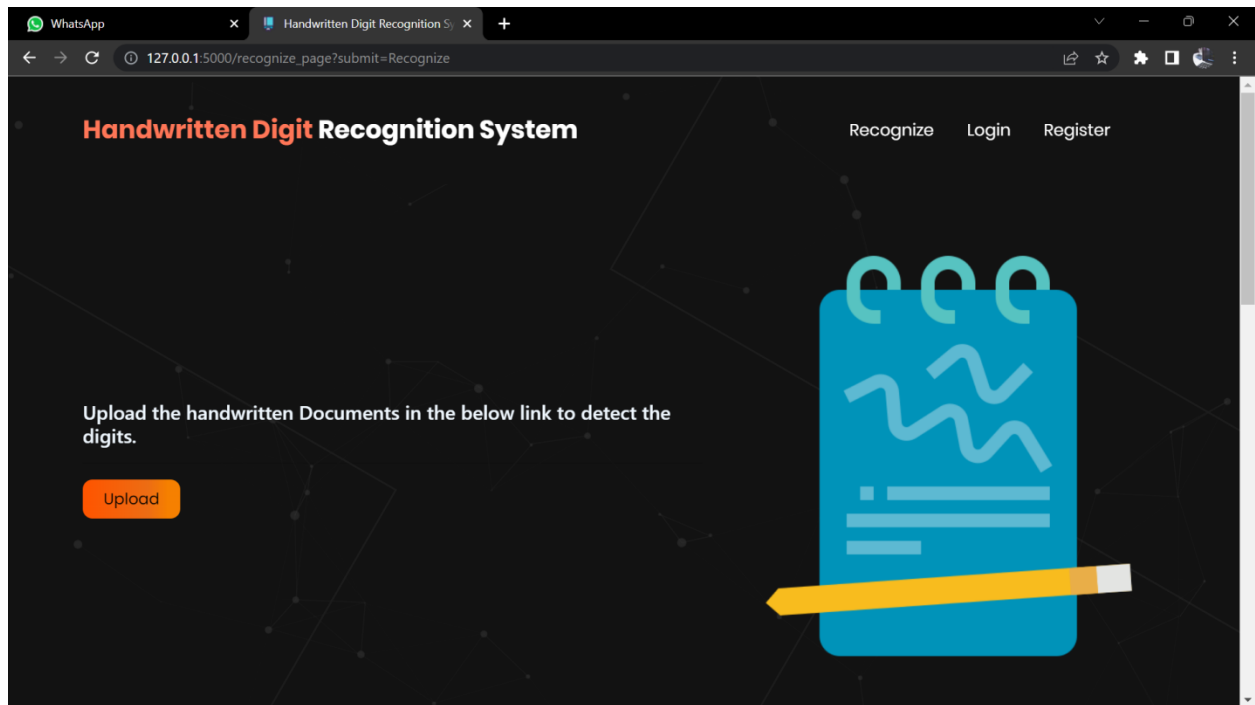 WhatsApp
Handwritten Digit Recognition Sy
127.0.0.1:5000/recognize_page?submit=Recognize
Handwritten Digit Recognition System
Recognize Login Register
Upload the handwritten Documents in the below link to detect the
digits.
Upload